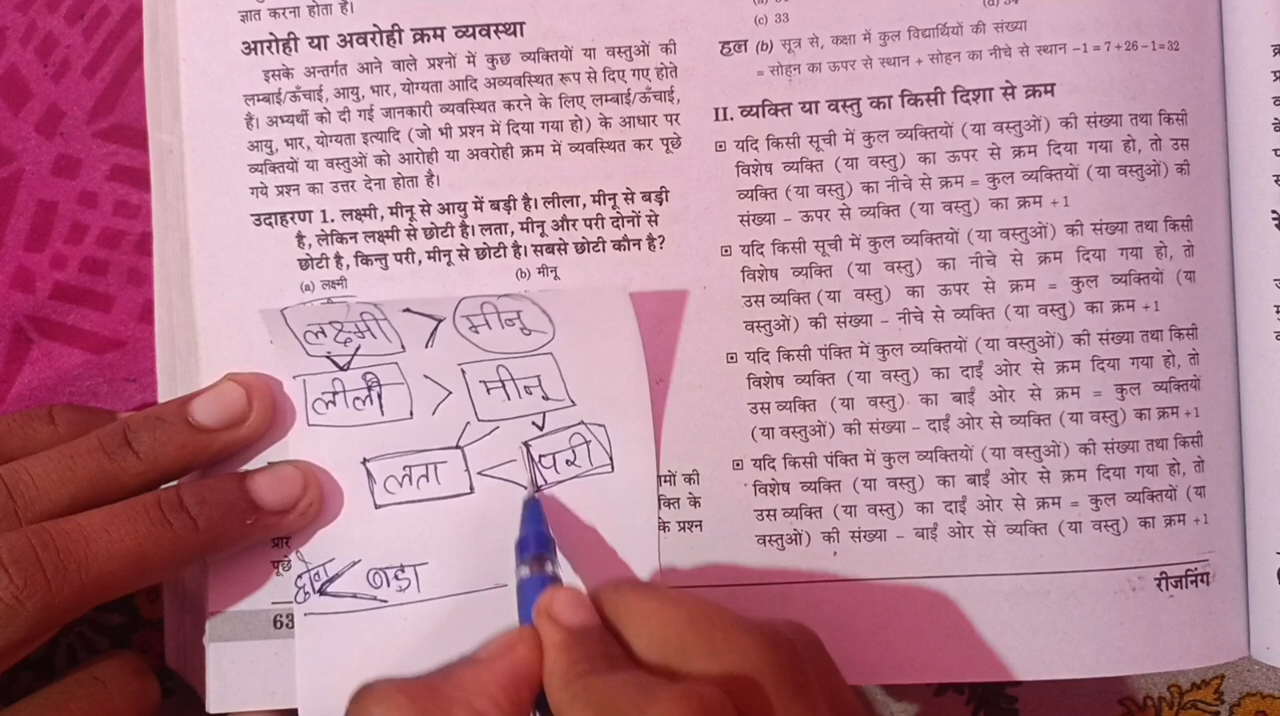 ज्ञात करना होता है।
आरोही या अवरोही क्रम व्यवस्था
इसके अन्तर्गत आने वाले प्रश्नों में कुछ व्यक्तियों या वस्तुओं की
लम्बाई/ऊँचाई, आयु, भार, योग्यता आदि अव्यवस्थित रूप से दिए गए होते
हैं। अभ्यर्थी को दी गई जानकारी व्यवस्थित करने के लिए लम्बाई/ऊँचाई,
आयु, भार, योग्यता इत्यादि (जो भी प्रश्न में दिया गया हो) के आधार पर
व्यक्तियों या वस्तुओं को आरोही या अवरोही क्रम में व्यवस्थित कर पूछे
गये प्रश्न का उत्तर देना होता है।
उदाहरण 1. लक्ष्मी, मीनू से आयु में बड़ी है। लीला, मीनू से बड़ी
है, लेकिन लक्ष्मी से छोटी है। लता, मीनू और परी दोनों से
छोटी है, किन्तु परी, मीनू से छोटी है। सबसे छोटी कौन है?
(a) लक्ष्मी (b) मीनू
लक्ष्मी > मीनू
लीली > मीनू
लता < परी
< बड़ा
मों की
क्ति के
के प्रश्न
प्रार
पूछे
63
(c) 33
हल (b) सूत्र से, कक्षा में कुल विद्यार्थियों की संख्या
= सोहन का ऊपर से स्थान + सोहन का नीचे से स्थान −1 = 7 + 26 − 1 = 32
II. व्यक्ति या वस्तु का किसी दिशा से क्रम
यदि किसी सूची में कुल व्यक्तियों (या वस्तुओं) की संख्या तथा किसी
विशेष व्यक्ति (या वस्तु) का ऊपर से क्रम दिया गया हो, तो उस
व्यक्ति (या वस्तु) का नीचे से क्रम = कुल व्यक्तियों (या वस्तुओं) की
संख्या − ऊपर से व्यक्ति (या वस्तु) का क्रम +1
यदि किसी सूची में कुल व्यक्तियों (या वस्तुओं) की संख्या तथा किसी
विशेष व्यक्ति (या वस्तु) का नीचे से क्रम दिया गया हो, तो
उस व्यक्ति (या वस्तु) का ऊपर से क्रम = कुल व्यक्तियों (या
वस्तुओं) की संख्या − नीचे से व्यक्ति (या वस्तु) का क्रम +1
यदि किसी पंक्ति में कुल व्यक्तियों (या वस्तुओं) की संख्या तथा किसी
विशेष व्यक्ति (या वस्तु) का दाईं ओर से क्रम दिया गया हो, तो
उस व्यक्ति (या वस्तु) का बाईं ओर से क्रम = कुल व्यक्तियों
(या वस्तुओं) की संख्या − दाईं ओर से व्यक्ति (या वस्तु) का क्रम +1
यदि किसी पंक्ति में कुल व्यक्तियों (या वस्तुओं) की संख्या तथा किसी
विशेष व्यक्ति (या वस्तु) का बाईं ओर से क्रम दिया गया हो, तो
उस व्यक्ति (या वस्तु) का दाईं ओर से क्रम = कुल व्यक्तियों (या
वस्तुओं) की संख्या − बाईं ओर से व्यक्ति (या वस्तु) का क्रम +1
रीजनिंग